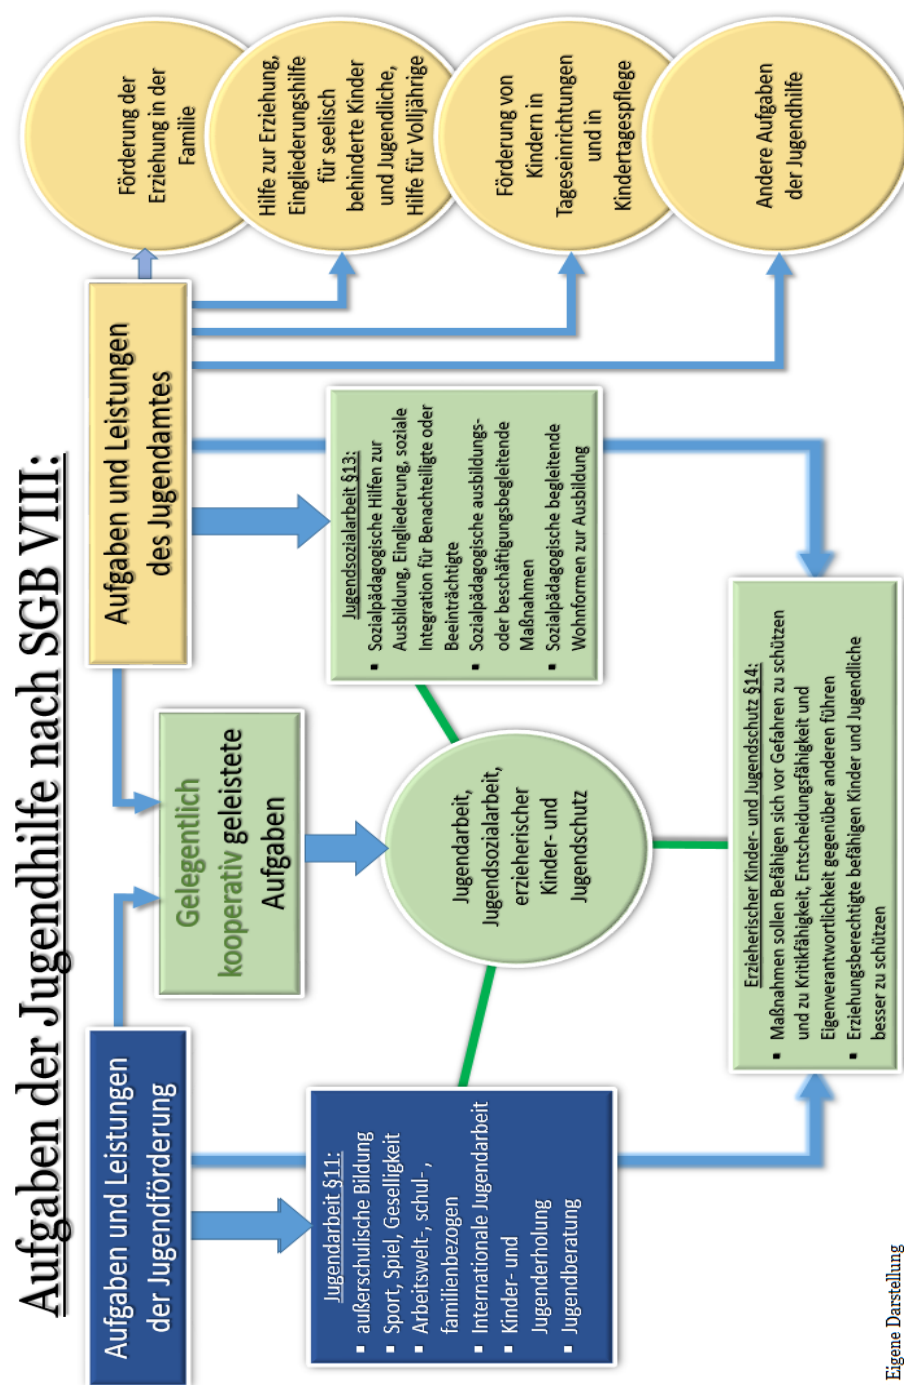 Aufgaben der Jugendhilfe nach SGB VIII:
Aufgaben und Leistungen
der Jugendförderung
Aufgaben und Leistungen
des Jugendamtes
Gelegentlich
kooperativ geleistete
Aufgaben
Förderung der
Erziehung in der
Familie
Hilfe zur Erziehung,
Eingliederungshilfe
für seelisch
behinderte Kinder
und Jugendliche,
Hilfe für Volljährige
Förderung von
Kindern in
Tageseinrichtungen
und in
Kindertagespflege
Andere Aufgaben
der Jugendhilfe
Jugendarbeit §11:
▪ außerschulische Bildung
▪ Sport, Spiel, Geselligkeit
▪ Arbeitswelt-, schul- ,
familienbezogen
▪ Internationale Jugendarbeit
▪ Kinder- und
Jugenderholung
▪ Jugendberatung
Jugendarbeit,
Jugendsozialarbeit,
erzieherischer
Kinder- und
Jugendschutz
Jugendsozialarbeit §13:
▪ Sozialpädagogische Hilfen zur
Ausbildung, Eingliederung, soziale
Integration für Benachteiligte oder
Beeinträchtigte
▪ Sozialpädagogische ausbildungs-
oder beschäftigungsbegleitende
Maßnahmen
▪ Sozialpädagogische begleitende
Wohnformen zur Ausbildung
Erzieherischer Kinder- und Jugendschutz §14:
▪ Maßnahmen sollen Befähigen sich vor Gefahren zu schützen
und zu Kritikfähigkeit, Entscheidungsfähigkeit und
Eigenverantwortlichkeit gegenüber anderen führen
▪ Erziehungsberechtigte befähigen Kinder und Jugendliche
besser zu schützen
Eigene Darstellung